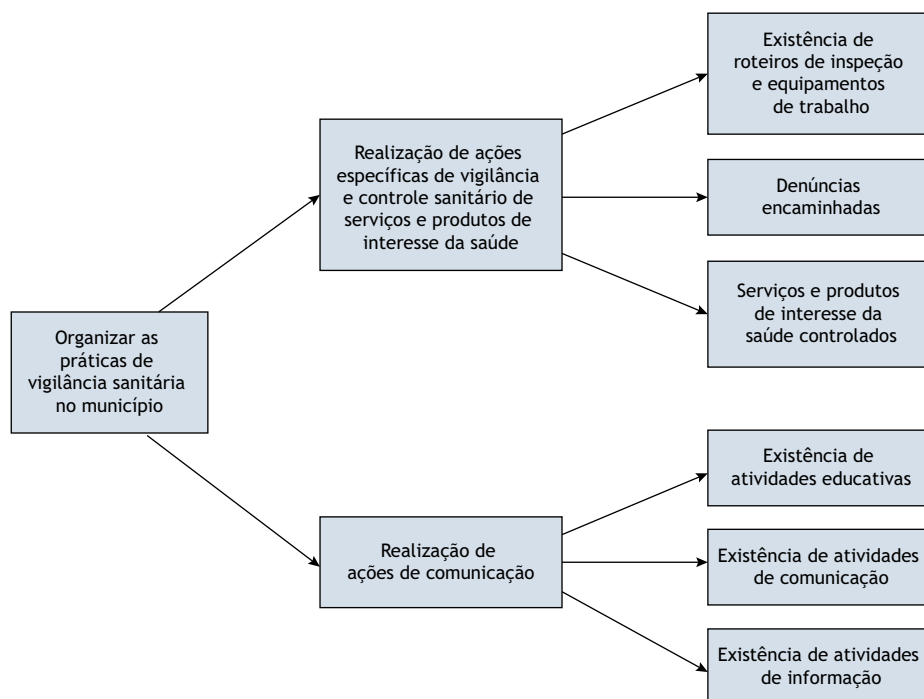 Organizar as
práticas de
vigilância sanitária
no município
Realização de ações
específicas de vigilância
e controle sanitário de
serviços e produtos de
interesse da saúde
Existência de
roteiros de inspeção
e equipamentos
de trabalho
Denúncias
encaminhadas
Serviços e produtos
de interesse da
saúde controlados
Realização de
ações de comunicação
Existência de
atividades educativas
Existência de atividades
de comunicação
Existência de atividades
de informação